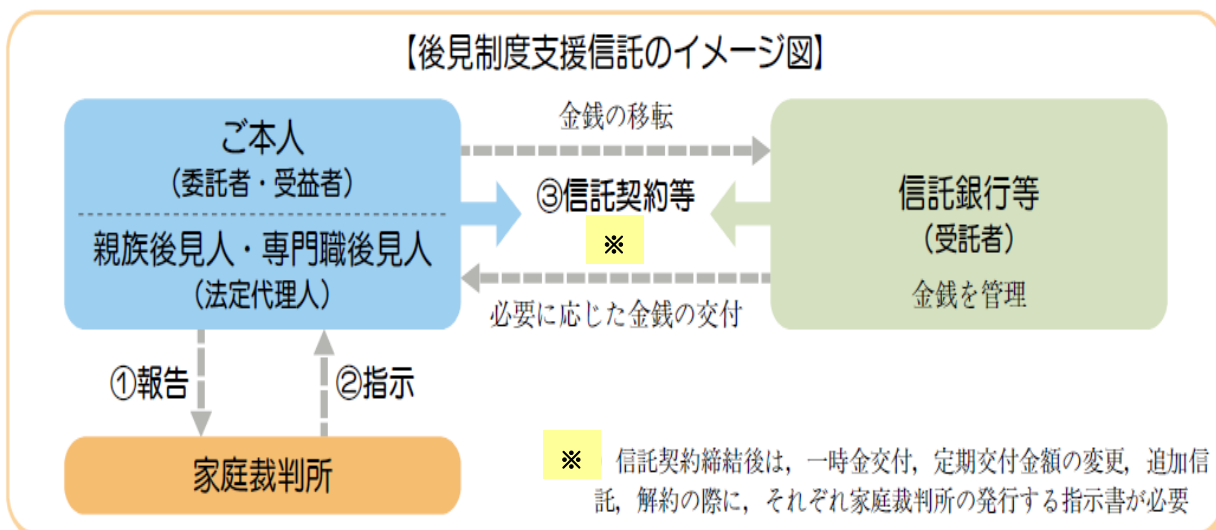 【後見制度支援信託のイメージ図】
ご本人
（委託者・受益者）
親族後見人・専門職後見人
（法定代理人）
金銭の移転
③信託契約等
※
必要に応じた金銭の交付
信託銀行等
（受託者）
金銭を管理
①報告
②指示
家庭裁判所
※ 信託契約締結後は，一時金交付，定期交付金額の変更，追加信
託，解約の際に，それぞれ家庭裁判所の発行する指示書が必要